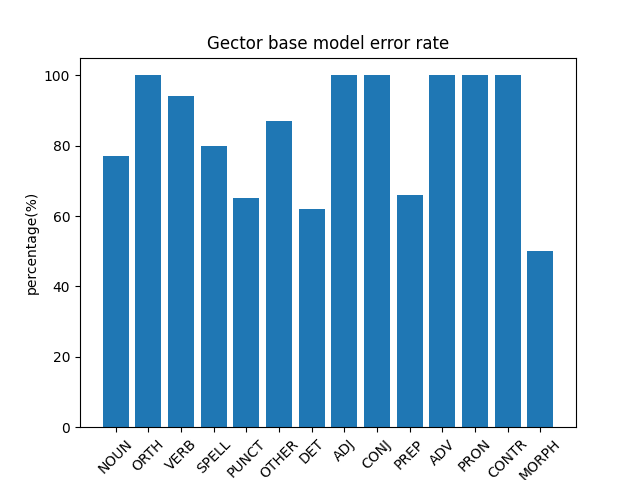 Gector base model error rate
percentage(%)
100
80
60
40
20
0
NOUN
ORTH
VERB
SPELL
PUNCT
OTHER
DET
ADJ
CONJ
PREP
ADV
PRON
CONTR
MORPH